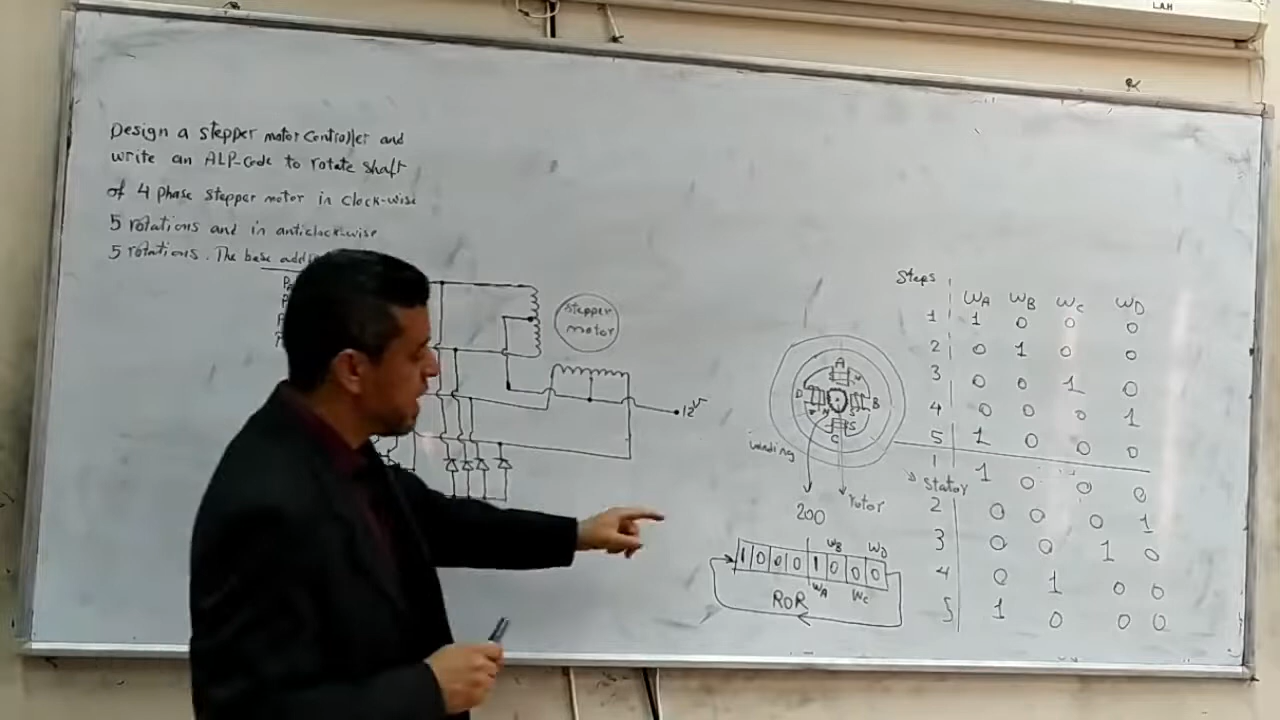 L.A.H
Design a stepper motor Controller and
write an ALP-Code to rotate shaft
of 4 phase stepper motor in clock-wise
5 rotations and in anticlock-wise
5 rotations. The base
stepper
motor
12V
A
D
B
C
S
S
winding
rotor
stator
200
Steps
WA WB WC WD
1 1 0 0 0
2 0 1 0 0
3 0 0 1 0
4 0 0 0 1
5 1 0 0 0
1 1 0 0 0
2 0 0 0 1
3 0 0 1 0
4 0 1 0 0
5 1 0 0 0
WB WD
1 0 0 0 1 0 0 0
WA WC
ROR